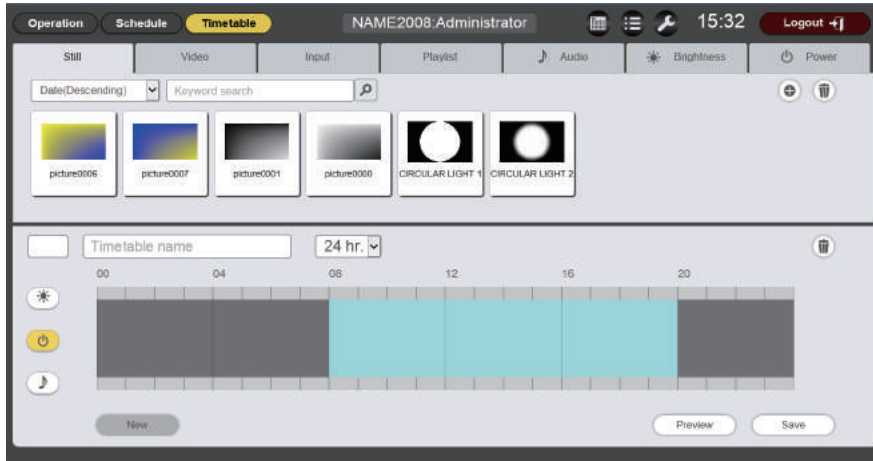 Operation Schedule Timetable NAME2008:Administrator 15:32 Logout
Still Video Input Playlist Audio Brightness Power
Date(Descending) Keyword search
picture0006 picture0007 picture0001 picture0000 CIRCULAR LIGHT 1 CIRCULAR LIGHT 2
Timetable name 24 hr.
00 04 08 12 16 20
New Preview Save